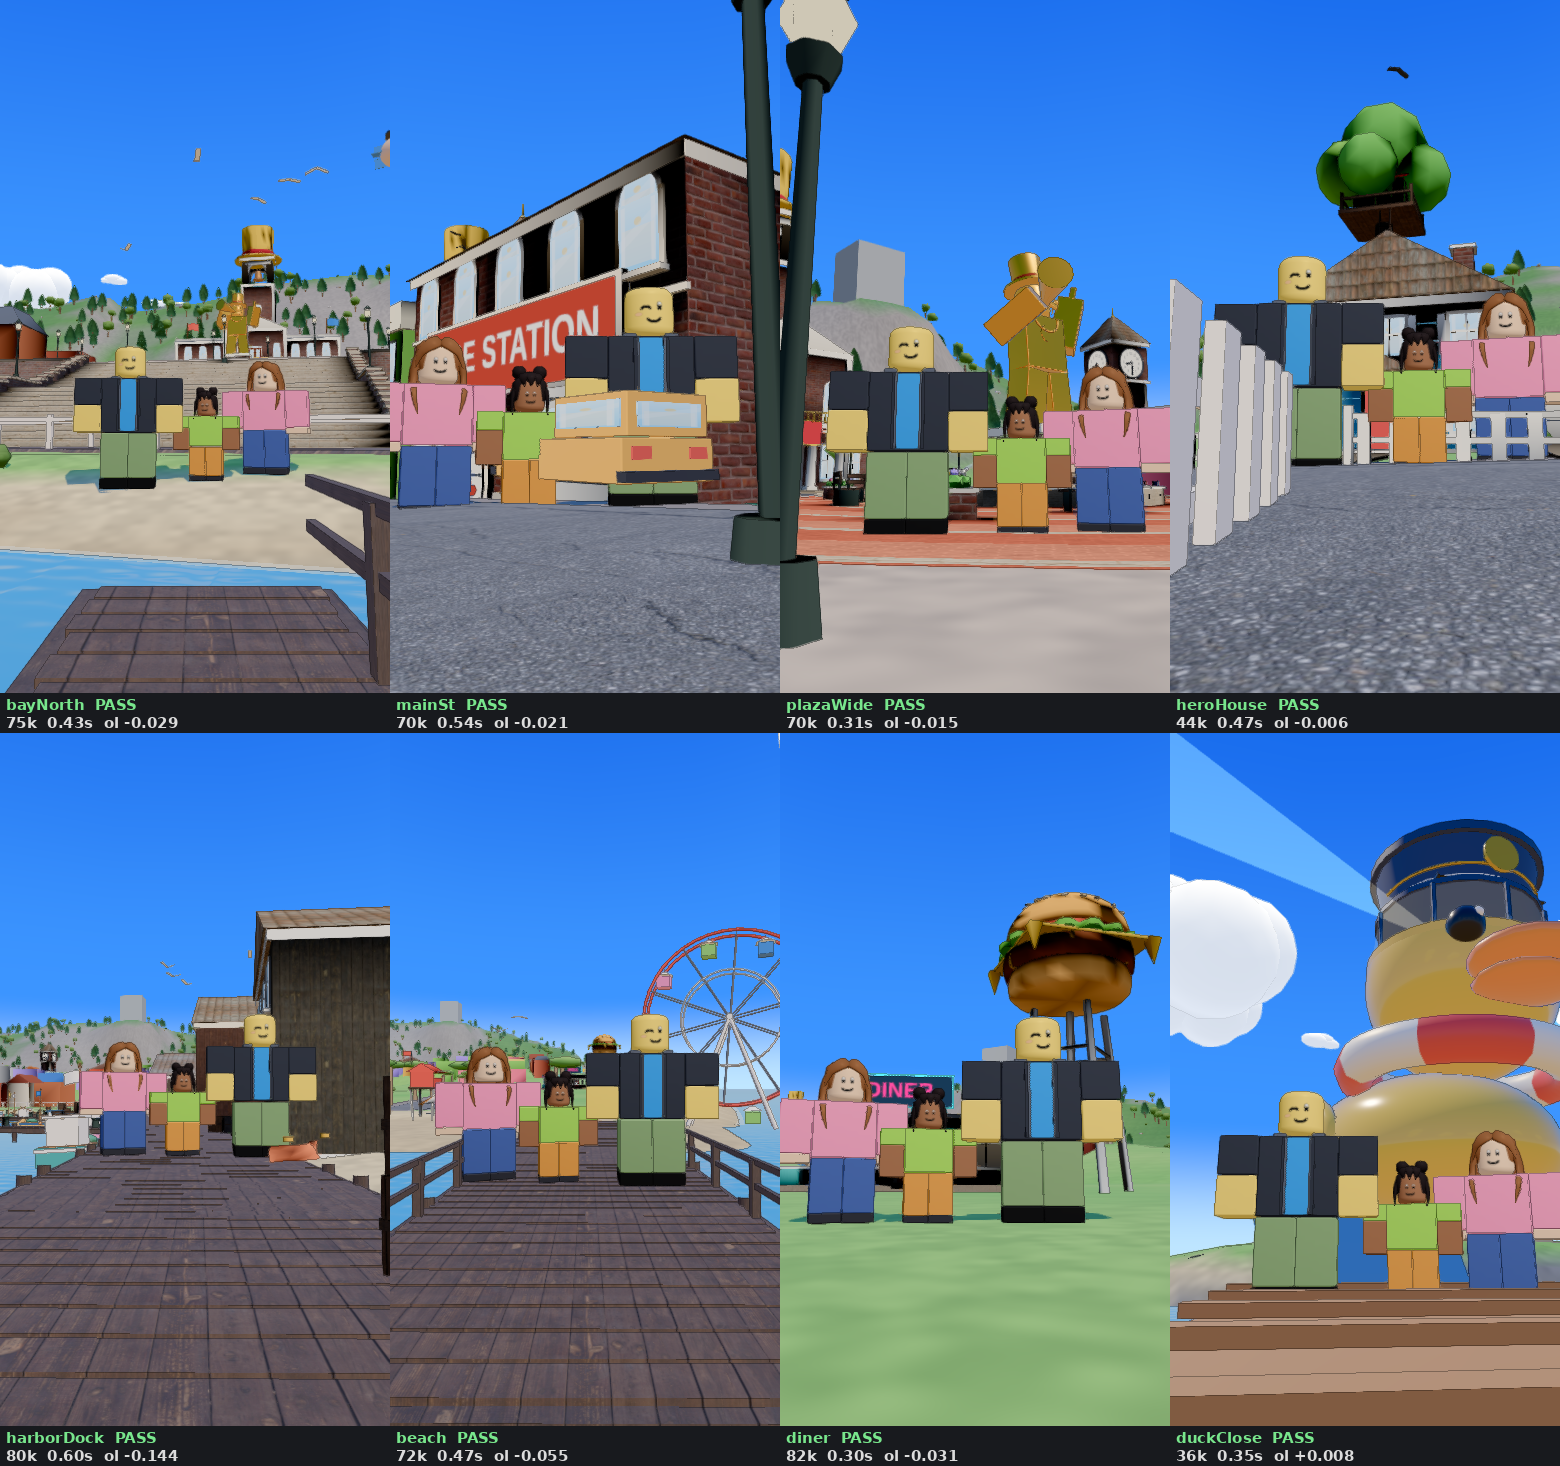 E STATION
bayNorth PASS
75k 0.43s ol -0.029
mainSt PASS
70k 0.54s ol -0.021
plazaWide PASS
70k 0.31s ol -0.015
heroHouse PASS
44k 0.47s ol -0.006
DINER
harborDock PASS
80k 0.60s ol -0.144
beach PASS
72k 0.47s ol -0.055
diner PASS
82k 0.30s ol -0.031
duckClose PASS
36k 0.35s ol +0.008